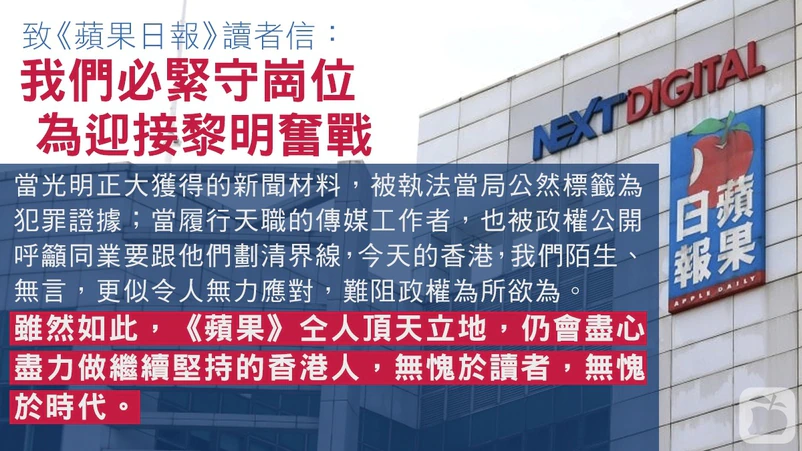 致《蘋果日報》讀者信：
我們必緊守崗位
為迎接黎明奮戰
當光明正大獲得的新聞材料，被執法當局公然標籤為
犯罪證據；當履行天職的傳媒工作者，也被政權公開
呼籲同業要跟他們劃清界線，今天的香港，我們陌生、
無言，更似令人無力應對，難阻政權為所欲為。
雖然如此，《蘋果》仝人頂天立地，仍會盡心
盡力做繼續堅持的香港人，無愧於讀者，無愧
於時代。
NEXT DIGITAL
蘋果
日報
APPLE DAILY